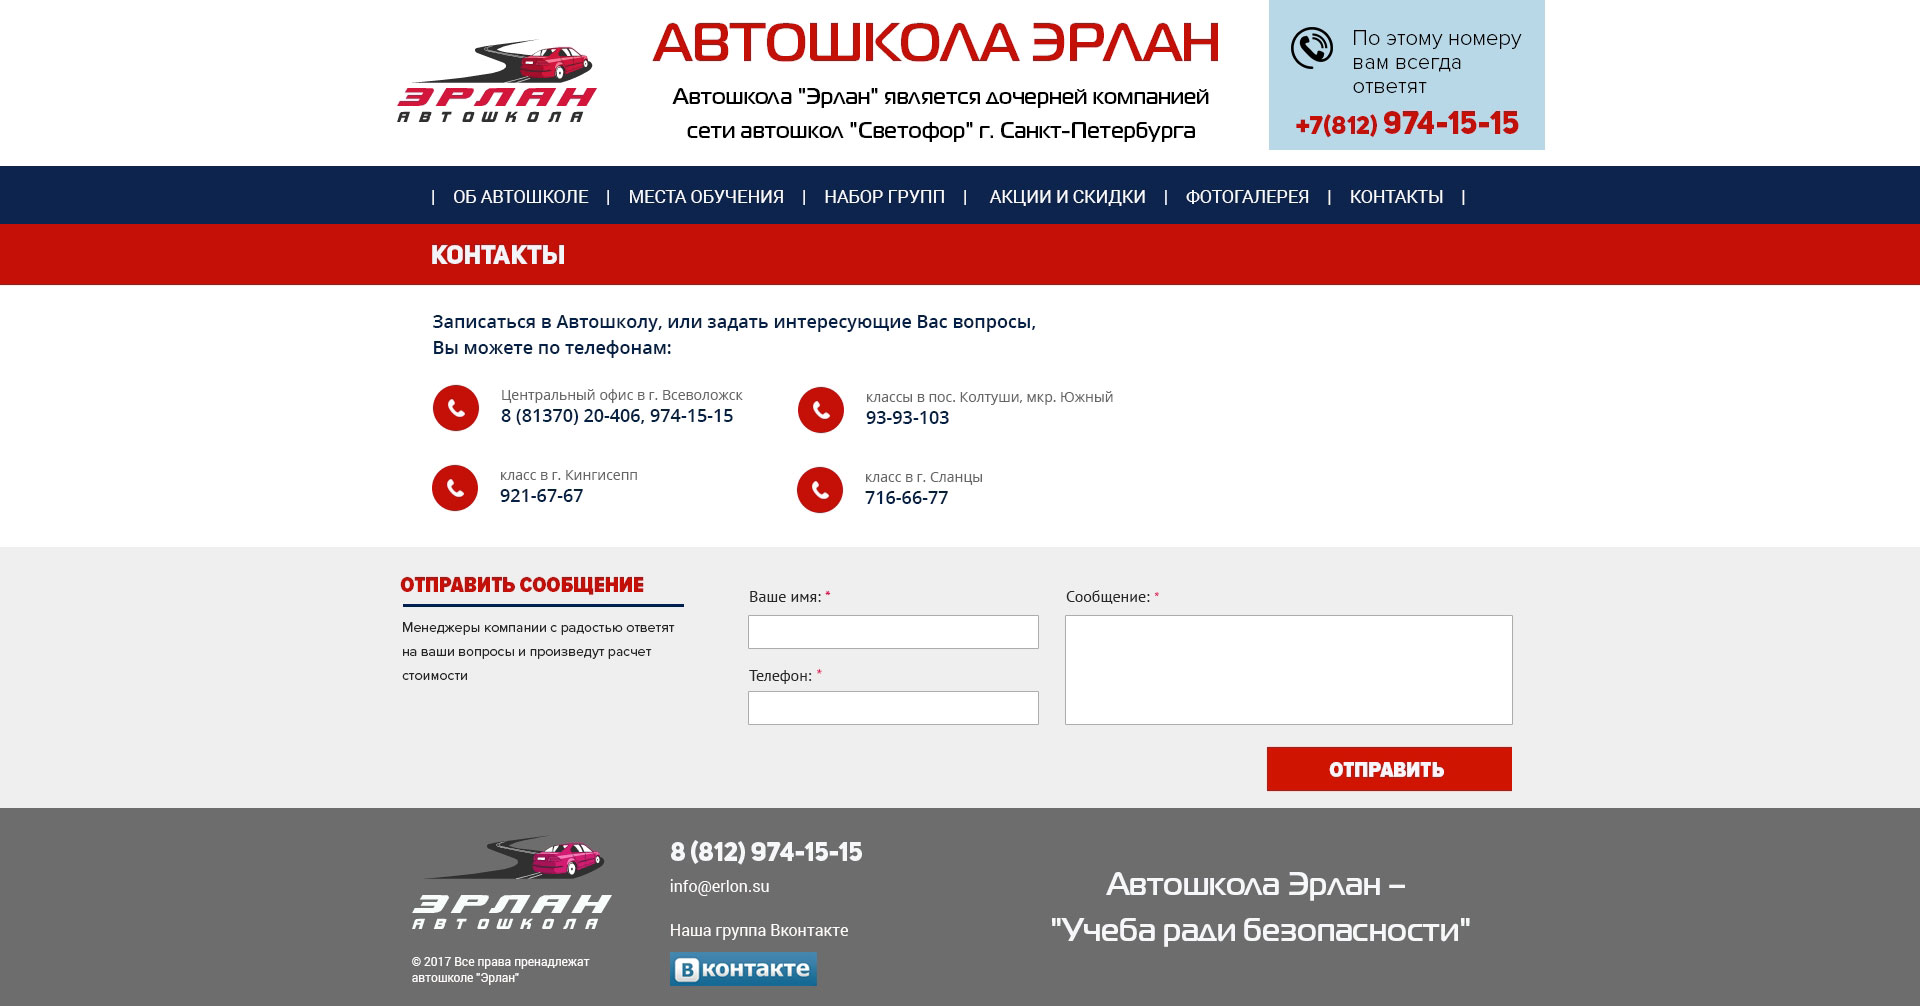 ЭРЛАН
АВТОШКОЛА
АВТОШКОЛА ЭРЛАН
Автошкола "Эрлан" является дочерней компанией
сети автошкол "Светофор" г. Санкт-Петербурга
По этому номеру
вам всегда
ответят
+7(812) 974-15-15
| ОБ АВТОШКОЛЕ | МЕСТА ОБУЧЕНИЯ | НАБОР ГРУПП | АКЦИИ И СКИДКИ | ФОТОГАЛЕРЕЯ | КОНТАКТЫ |
КОНТАКТЫ
Записаться в Автошколу, или задать интересующие Вас вопросы,
Вы можете по телефонам:
Центральный офис в г. Всеволожск
8 (81370) 20-406, 974-15-15
классы в пос. Колтуши, мкр. Южный
93-93-103
класс в г. Кингисепп
921-67-67
класс в г. Сланцы
716-66-77
ОТПРАВИТЬ СООБЩЕНИЕ
Менеджеры компании с радостью ответят
на ваши вопросы и произведут расчет
стоимости
Ваше имя: *
Телефон: *
Сообщение: *
ОТПРАВИТЬ
ЭРЛАН
АВТОШКОЛА
© 2017 Все права пренадлежат
автошколе "Эрлан"
8 (812) 974-15-15
info@erlon.su
Наша группа Вконтакте
В контакте
Автошкола Эрлан –
"Учеба ради безопасности"